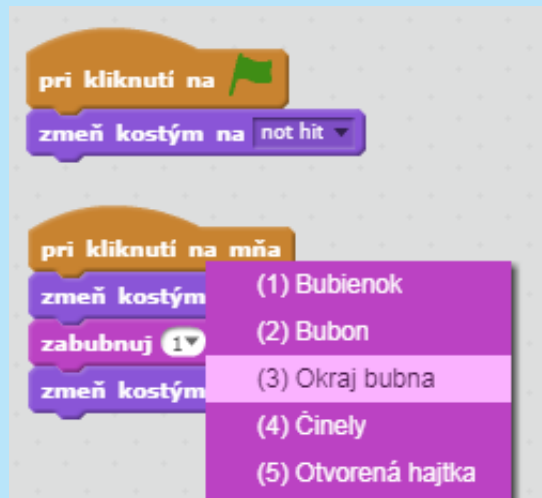 pri kliknutí na
zmeň kostým na not hit
pri kliknutí na mňa
zmeň kostým
zabubnuj 1
zmeň kostým
(1) Bubienok
(2) Bubon
(3) Okraj bubna
(4) Činely
(5) Otvorená hajtka